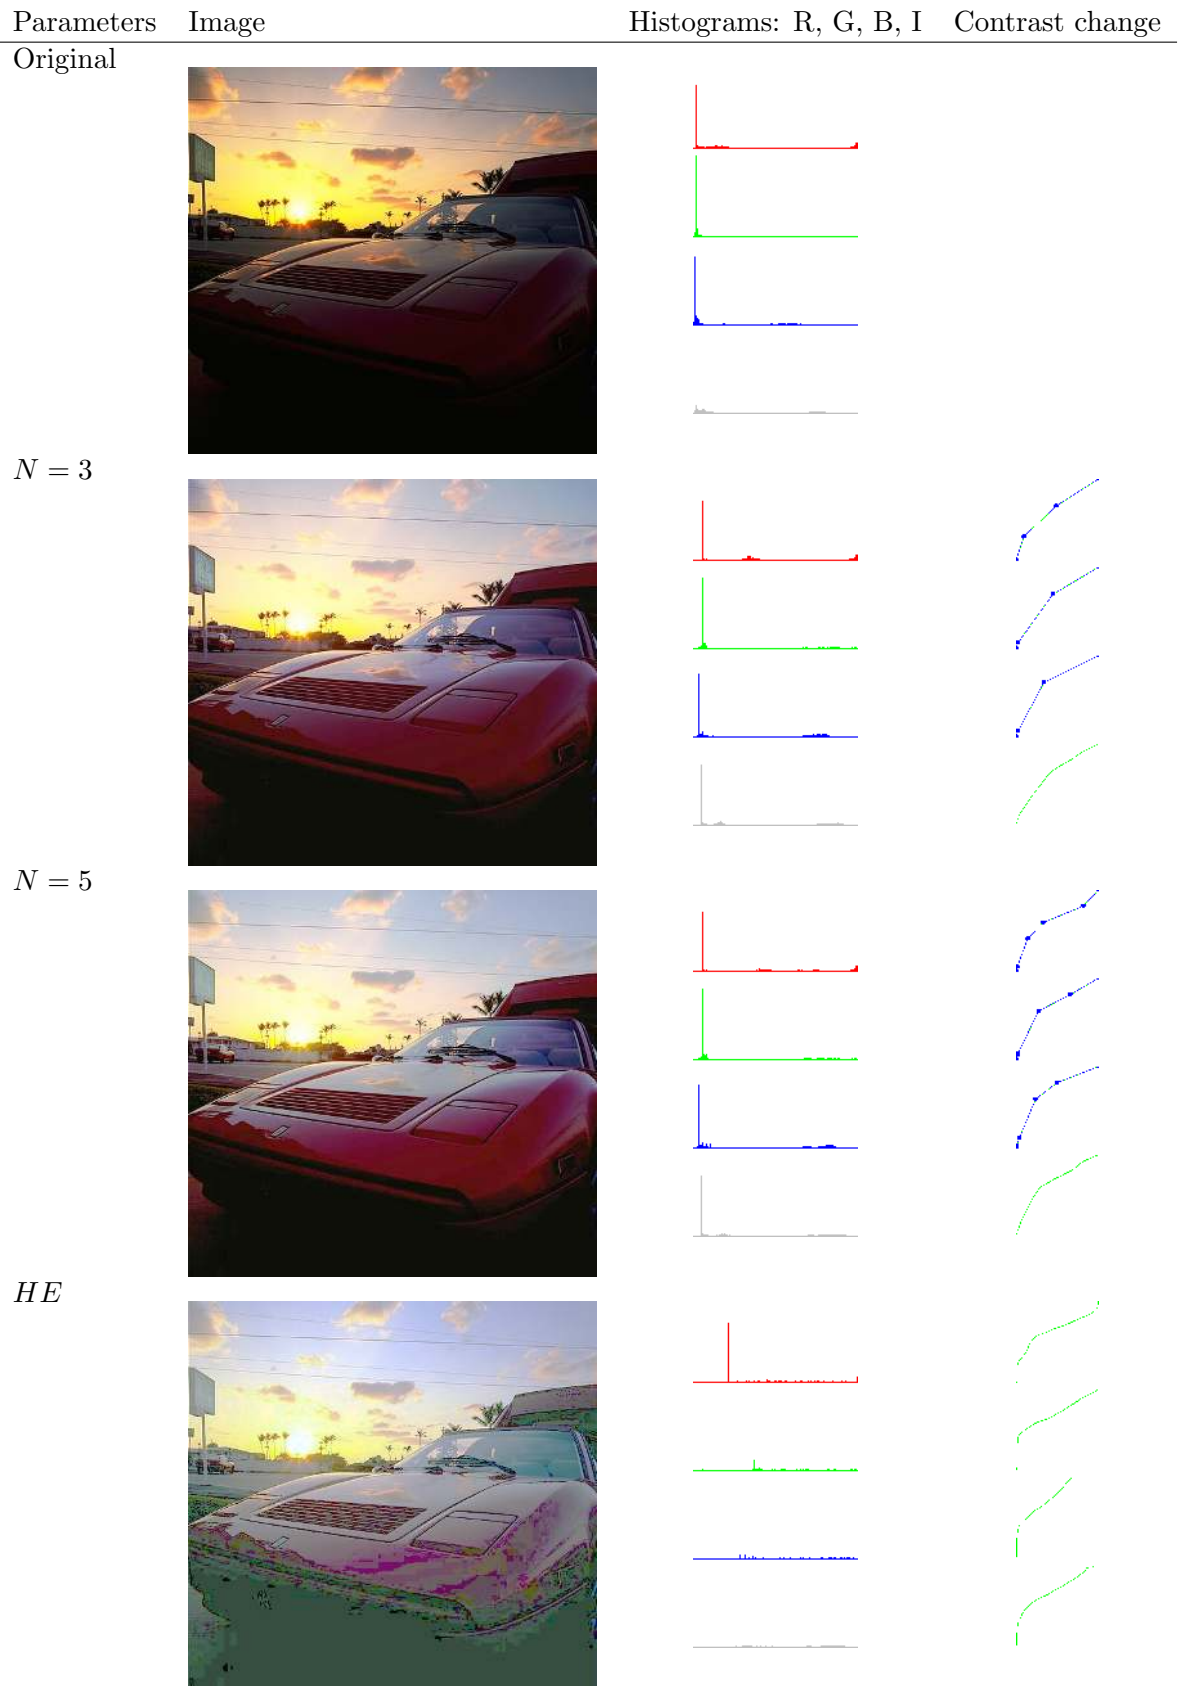 Parameters Image Histograms: R, G, B, I Contrast change
Original
N = 3
N = 5
HE